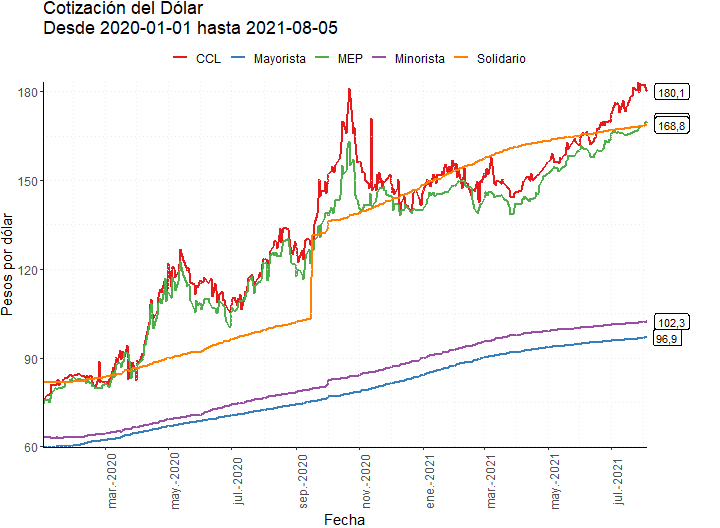 Cotización del Dólar
Desde 2020-01-01 hasta 2021-08-05
CCL Mayorista MEP Minorista Solidario
Pesos por dólar
180
150
120
90
60
180,1
168,8
102,3
96,9
mar.-2020
may.-2020
jul.-2020
sep.-2020
nov.-2020
ene.-2021
mar.-2021
may.-2021
jul.-2021
Fecha